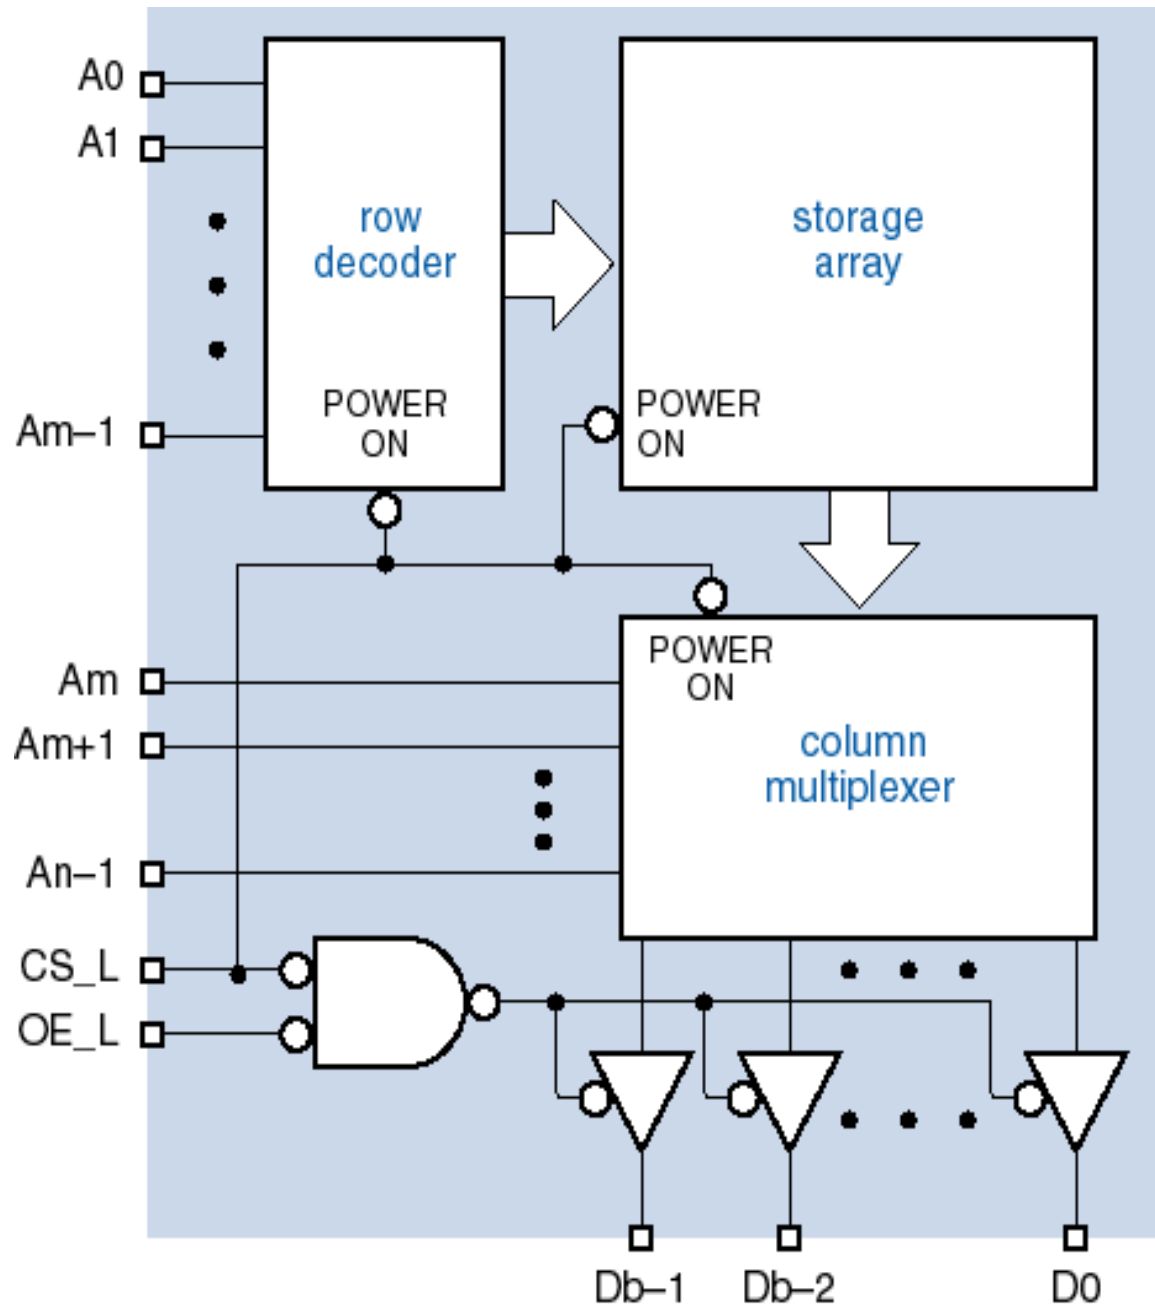 A0
A1
row
decoder
storage
array
POWER
ON
POWER
ON
Am–1
POWER
ON
Am
Am+1
column
multiplexer
An–1
CS_L
OE_L
Db–1
Db–2
D0